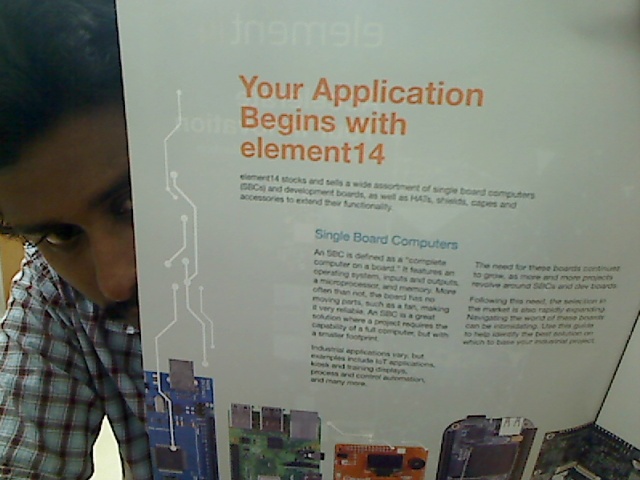 Your Application
Begins with
element14
element14 stocks and sells a wide assortment of single board computers
(SBCs) and development boards, as well as HATs, shields, capes and
accessories to extend their functionality.
Single Board Computers
An SBC is defined as a "complete
computer on a board." It features an
operating system, inputs and outputs,
a microprocessor, and memory. More
often than not, the board has no
moving parts, such as a fan, making
it very reliable. An SBC is a great
solution where a project requires the
capability of a full computer, but with
a smaller footprint.
Industrial applications vary, but
examples include IoT applications,
kiosk and training displays,
process and control automation,
and many more.
The need for these boards continues
to grow, as more and more projects
revolve around SBCs and dev boards.
Following this need, the selection in
the market is also rapidly expanding.
Navigating the world of these boards
can be intimidating. Use this guide
to help identify the best solution on
which to base your industrial project.